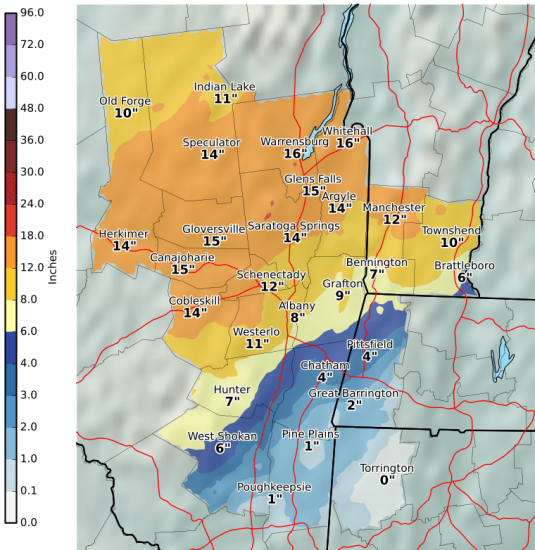 96.0
72.0
60.0
48.0
36.0
30.0
24.0
18.0
12.0
8.0
6.0
4.0
3.0
2.0
1.0
0.1
0.0
Inches
Indian Lake
11"
Old Forge
10"
Whitehall
16"
Speculator
14"
Warrensburg
16"
Glens Falls
15"
Argyle
14"
Manchester
12"
Herkimer
14"
Gloversville
15"
Saratoga Springs
14"
Townshend
10"
Canajoharie
15"
Bennington
7"
Brattleboro
6"
Schenectady
12"
Grafton
9"
Cobleskill
14"
Albany
8"
Westerlo
11"
Pittsfield
4"
Chatham
4"
Hunter
7"
Great Barrington
2"
West Shokan
6"
Pine Plains
1"
Torrington
0"
Poughkeepsie
1"